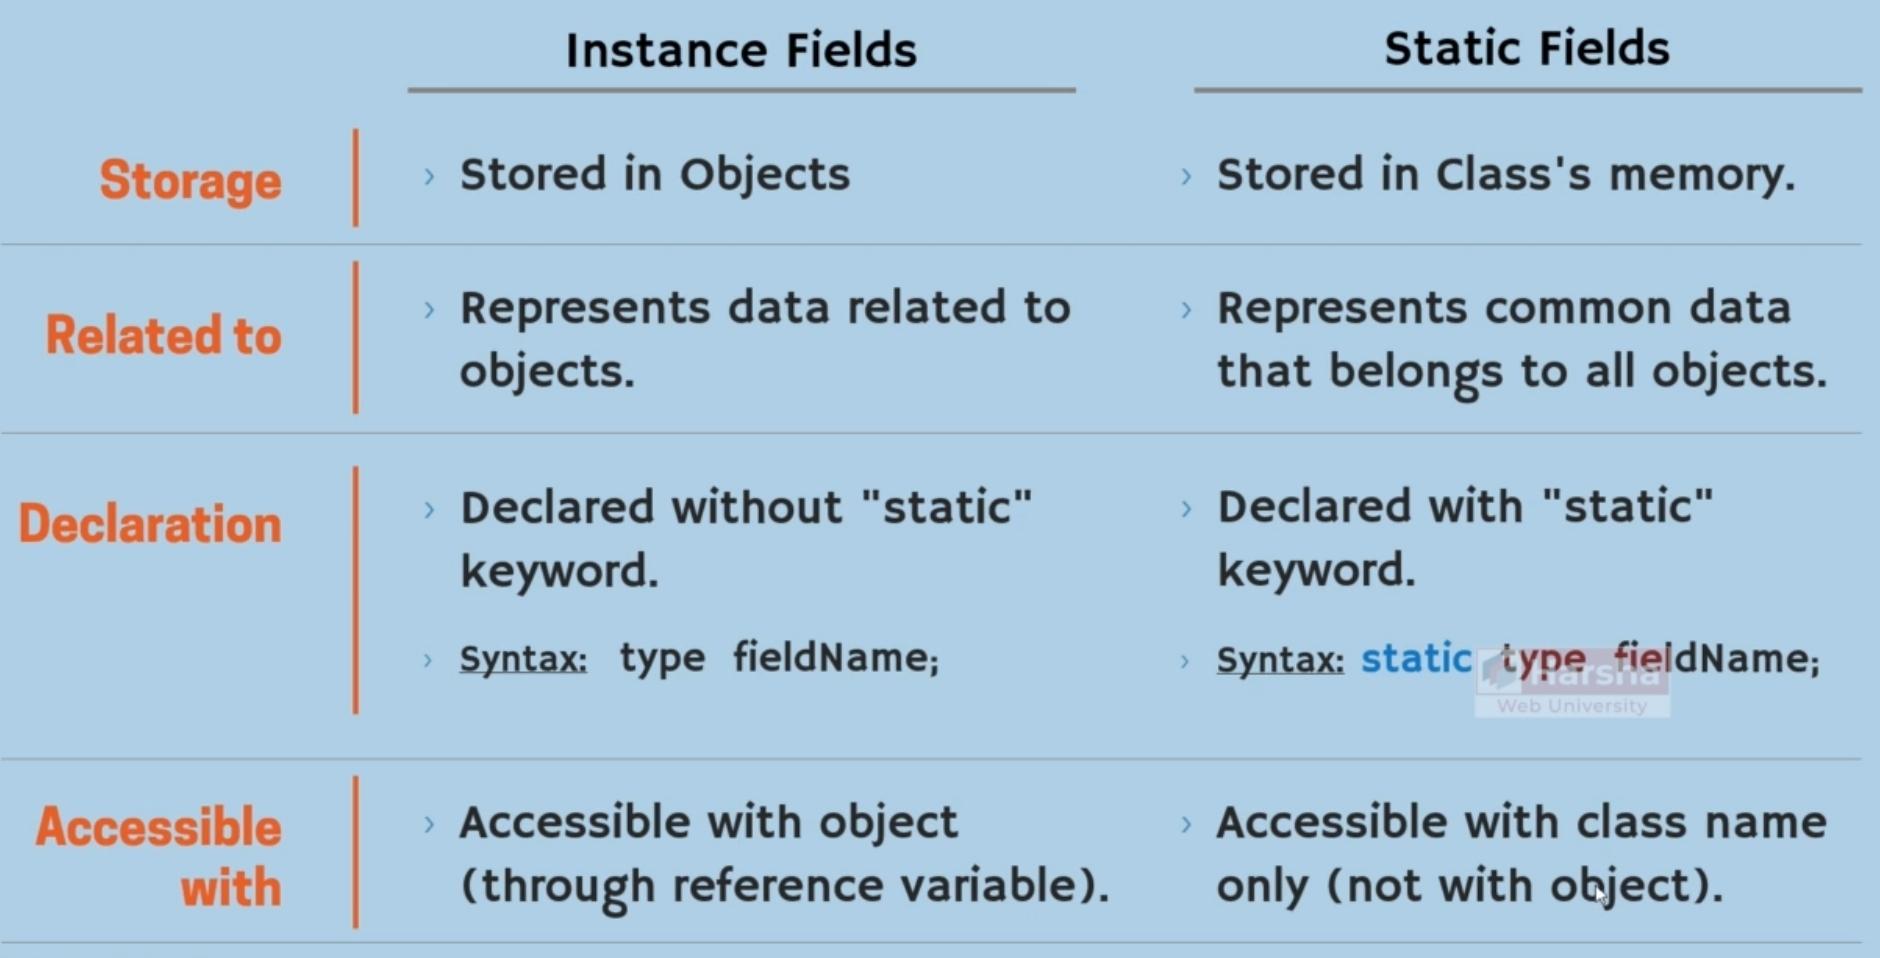 Instance Fields
Static Fields
Storage
› Stored in Objects
› Stored in Class's memory.
Related to
› Represents data related to
objects.
› Represents common data
that belongs to all objects.
Declaration
› Declared without "static"
keyword.
› Syntax: type fieldName;
› Declared with "static"
keyword.
› Syntax: static type fieldName;
Harsha
Web University
Accessible
with
› Accessible with object
(through reference variable).
› Accessible with class name
only (not with object).